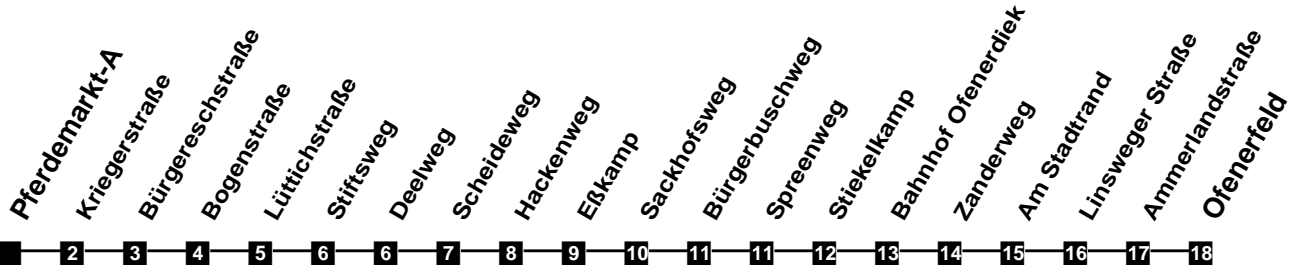 Pferdemarkt-A
Kriegerstraße
Bürgereschstraße
Bogenstraße
Lüttichstraße
Stiftsweg
Deelweg
Scheideweg
Hackenweg
Eßkamp
Sackhofsweg
Bürgerbuschweg
Spreenweg
Stiekelkamp
Bahnhof Ofenerdiek
Zanderweg
Am Stadtrand
Linsweger Straße
Ammerlandstraße
Ofenerfeld
2 3 4 5 6 6 7 8 9 10 11 11 12 13 14 15 16 17 18